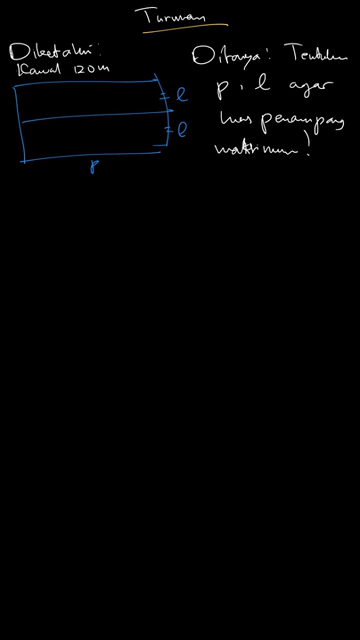 Turunan
Diketahui:
Kawat 120 m
l
l
p
Ditanya: Tentukan
p, l agar
luas penampang
maksimum!